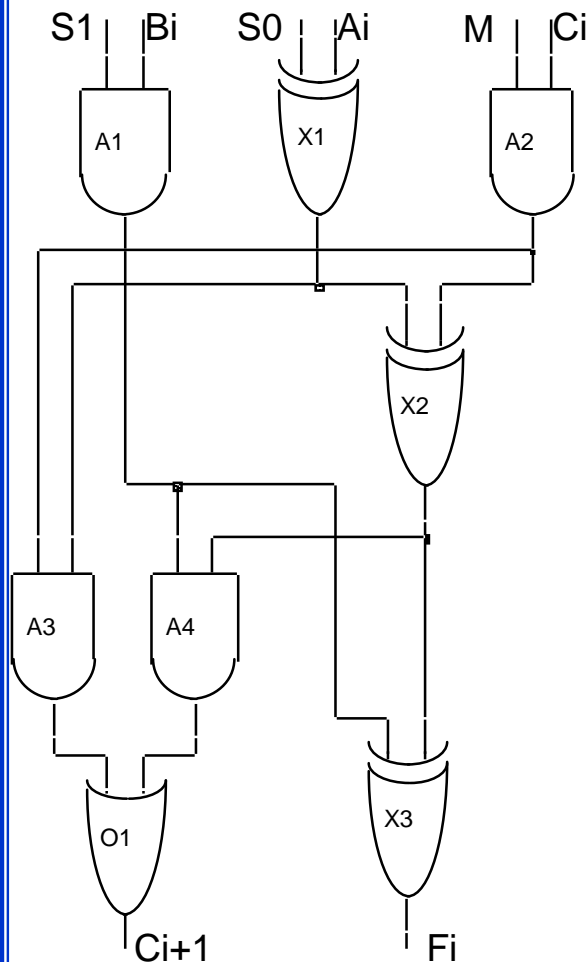 S1 Bi S0 Ai M Ci
A1 X1 A2
X2
A3 A4
O1 X3
Ci+1 Fi